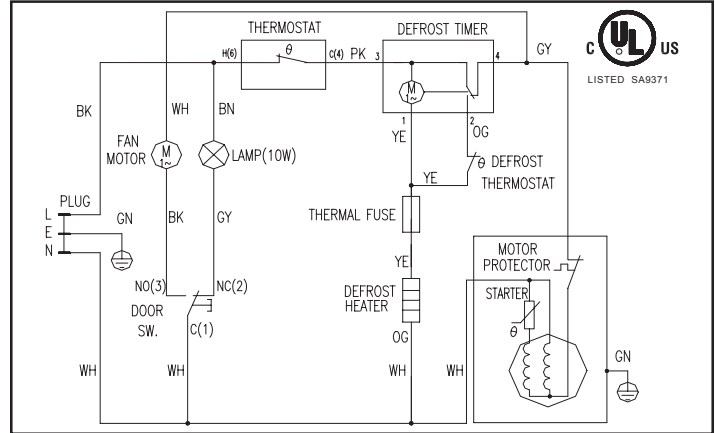 THERMOSTAT
DEFROST TIMER
C UL US
LISTED SA9371
H(6)
θ
C(4) PK 3
4
GY
M
1~
BK
WH
BN
FAN
MOTOR
M
1~
LAMP(10W)
1
2
YE
OG
θ DEFROST
THERMOSTAT
YE
PLUG
L
E
N
GN
BK
GY
THERMAL FUSE
YE
NO(3)
NC(2)
DOOR
SW.
C(1)
DEFROST
HEATER
OG
MOTOR
PROTECTOR
STARTER
θ
GN
WH
WH
WH
WH